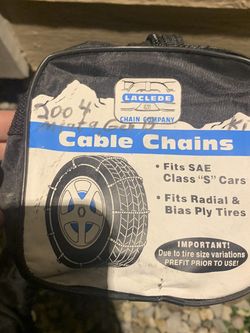 LACLEDE
CHAIN COMPANY
2004
Cable Chains
• Fits SAE
Class "S" Cars
• Fits Radial &
Bias Ply Tires
IMPORTANT!
Due to tire size variations
PREFIT PRIOR TO USE!